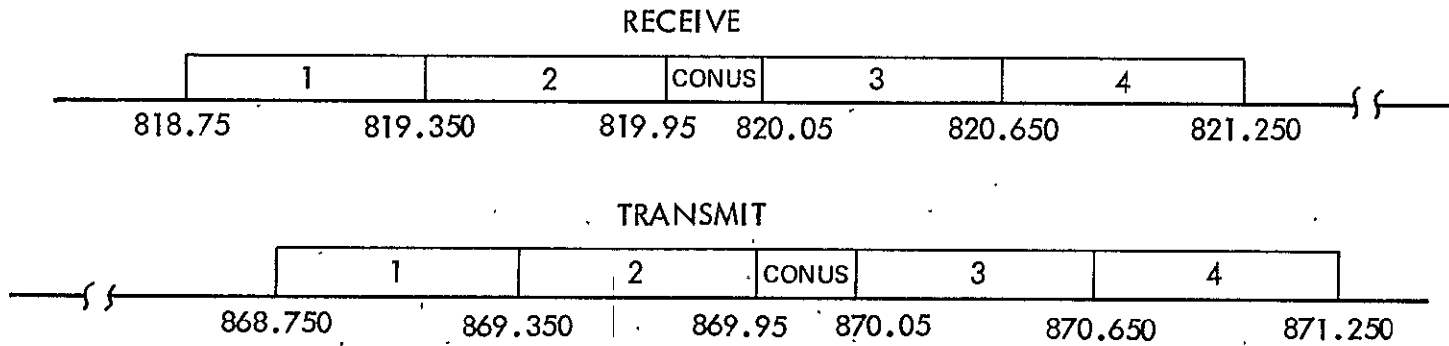 RECEIVE
1 2 CONUS 3 4
818.75 819.350 819.95 820.05 820.650 821.250
TRANSMIT
1 2 CONUS 3 4
868.750 869.350 869.95 870.05 870.650 871.250